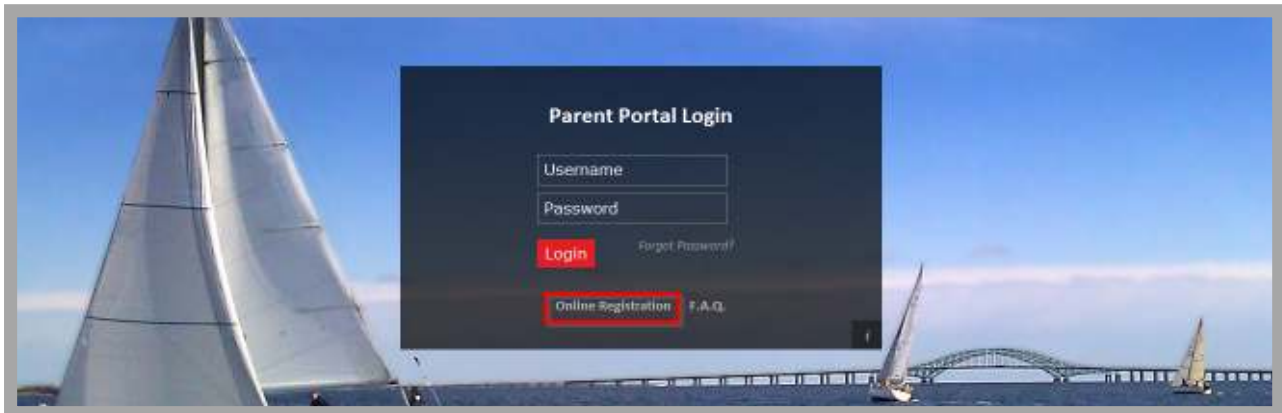 Parent Portal Login
Username
Password
Login Forgot Password?
Online Registration F.A.Q.
i